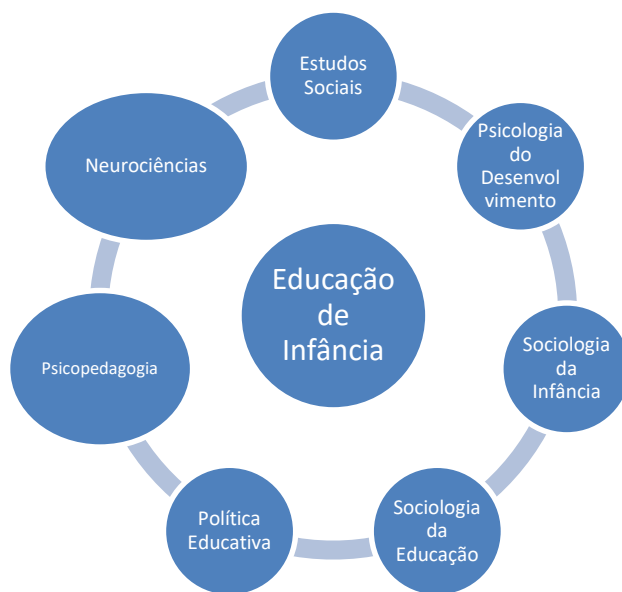 Estudos
Sociais
Psicologia
do
Desenvol
vimento
Sociologia
da
Infância
Sociologia
da
Educação
Política
Educativa
Psicopedagogia
Neurociências
Educação
de
Infância